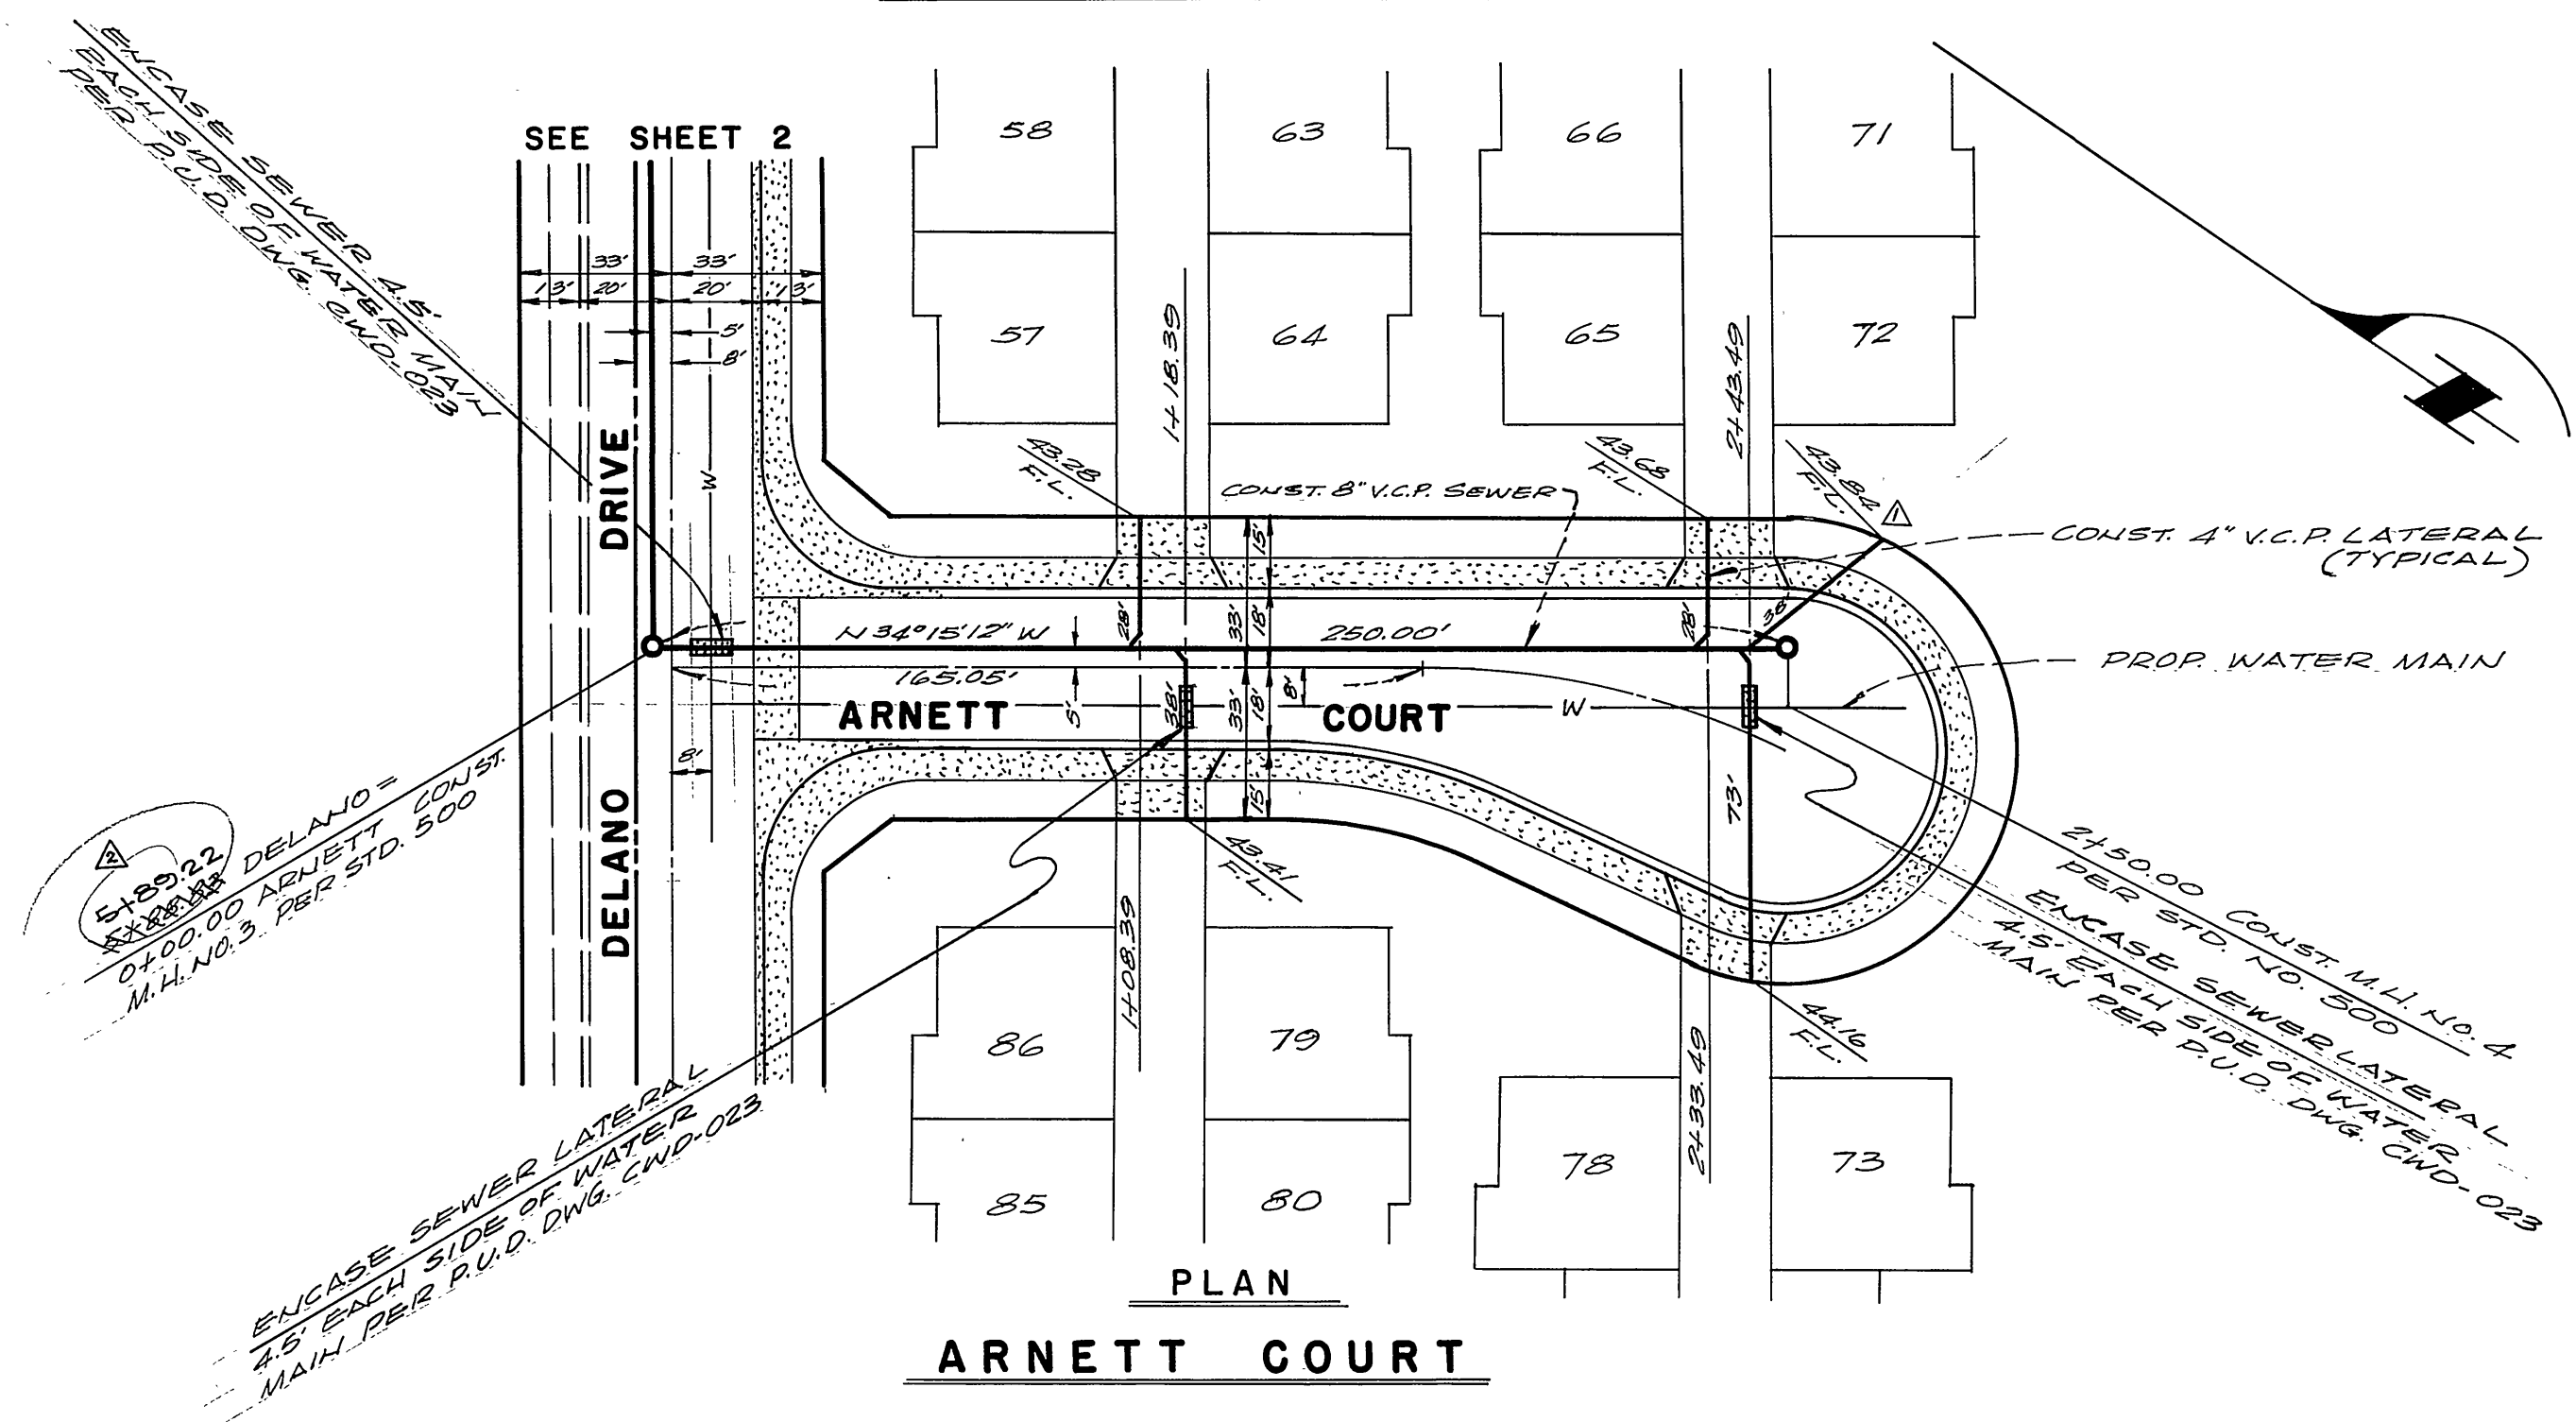 ENCASE SEWER 4.5'
EACH SIDE OF WATER MAIN
PER P.U.D. DWG. CWD-023
SEE SHEET 2
58
63
66
71
33'
33'
13'
20'
20'
13'
5'
8'
57
64
65
72
1+18.39
2+43.49
DRIVE
W
43.28
F.L.
43.68
F.L.
43.84
F.L.
1
CONST. 8" V.C.P. SEWER
CONST. 4" V.C.P. LATERAL
(TYPICAL)
15'
28'
33'
18'
28'
38'
N 34°15'12" W
250.00'
165.05'
5'
38'
33'
18'
8'
ARNETT COURT
W
PROP. WATER MAIN
8'
15'
73'
DELANO
2
5+89.22
DELANO =
0+00.00 ARNETT CONST.
M.H. NO. 3 PER STD. 500
43.41
F.L.
2+50.00 CONST. M.H. NO. 4
PER STD. NO. 500
ENCASE SEWER LATERAL
4.5' EACH SIDE OF WATER
MAIN PER P.U.D. DWG. CWD-023
1+08.39
86
79
44.16
F.L.
2+33.49
ENCASE SEWER LATERAL
4.5' EACH SIDE OF WATER
MAIN PER P.U.D. DWG. CWD-023
85
80
78
73
PLAN
ARNETT COURT